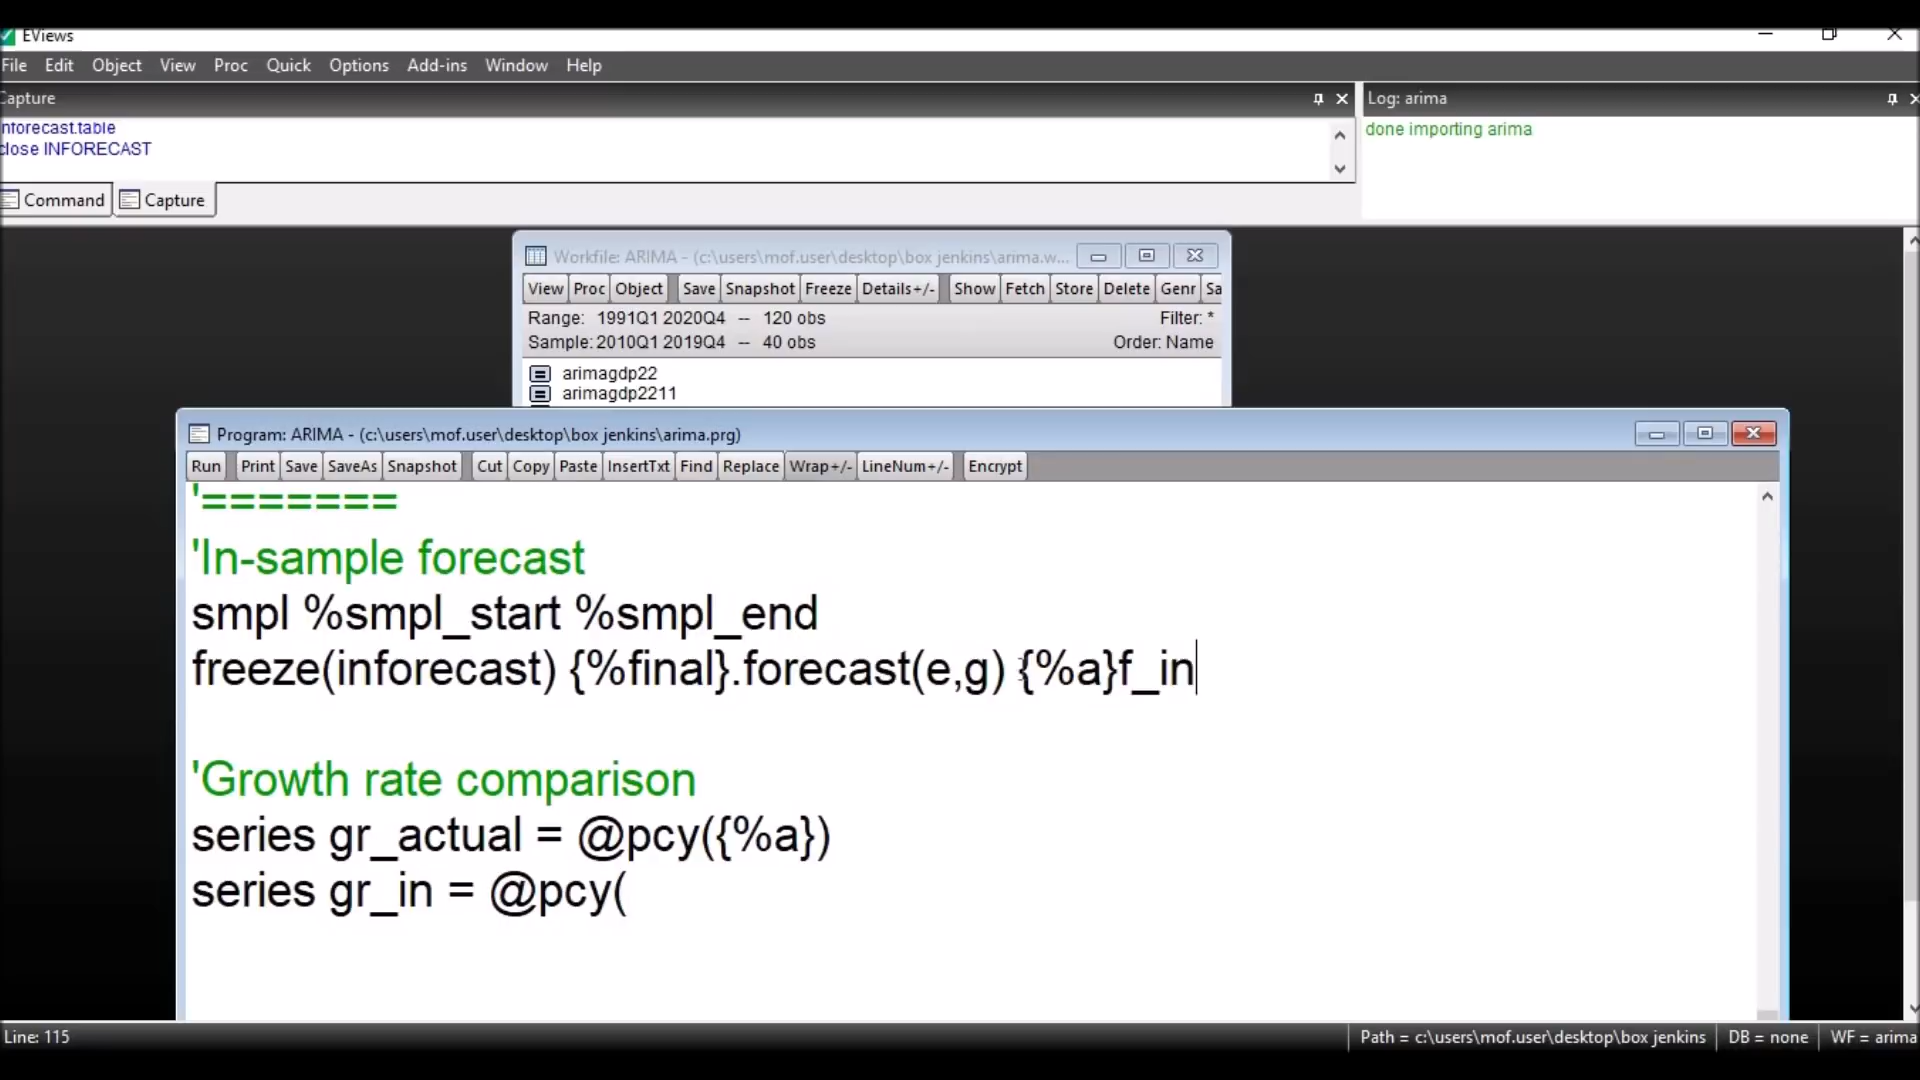 EViews
File Edit Object View Proc Quick Options Add-ins Window Help
Capture
Log: arima
inforecast.table
close INFORECAST
done importing arima
Command Capture
Workfile: ARIMA - (c:\users\mof.user\desktop\box jenkins\arima.w...
View Proc Object Save Snapshot Freeze Details+/- Show Fetch Store Delete Genr Sa
Range: 1991Q1 2020Q4 -- 120 obs Filter: *
Sample: 2010Q1 2019Q4 -- 40 obs Order: Name
arimagdp22
arimagdp2211
Program: ARIMA - (c:\users\mof.user\desktop\box jenkins\arima.prg)
Run Print Save SaveAs Snapshot Cut Copy Paste InsertTxt Find Replace Wrap+/- LineNum+/- Encrypt
'=======
'In-sample forecast
smpl %smpl_start %smpl_end
freeze(inforecast) {%final}.forecast(e,g) {%a}f_in
'Growth rate comparison
series gr_actual = @pcy({%a})
series gr_in = @pcy(
Line: 115
Path = c:\users\mof.user\desktop\box jenkins DB = none WF = arima